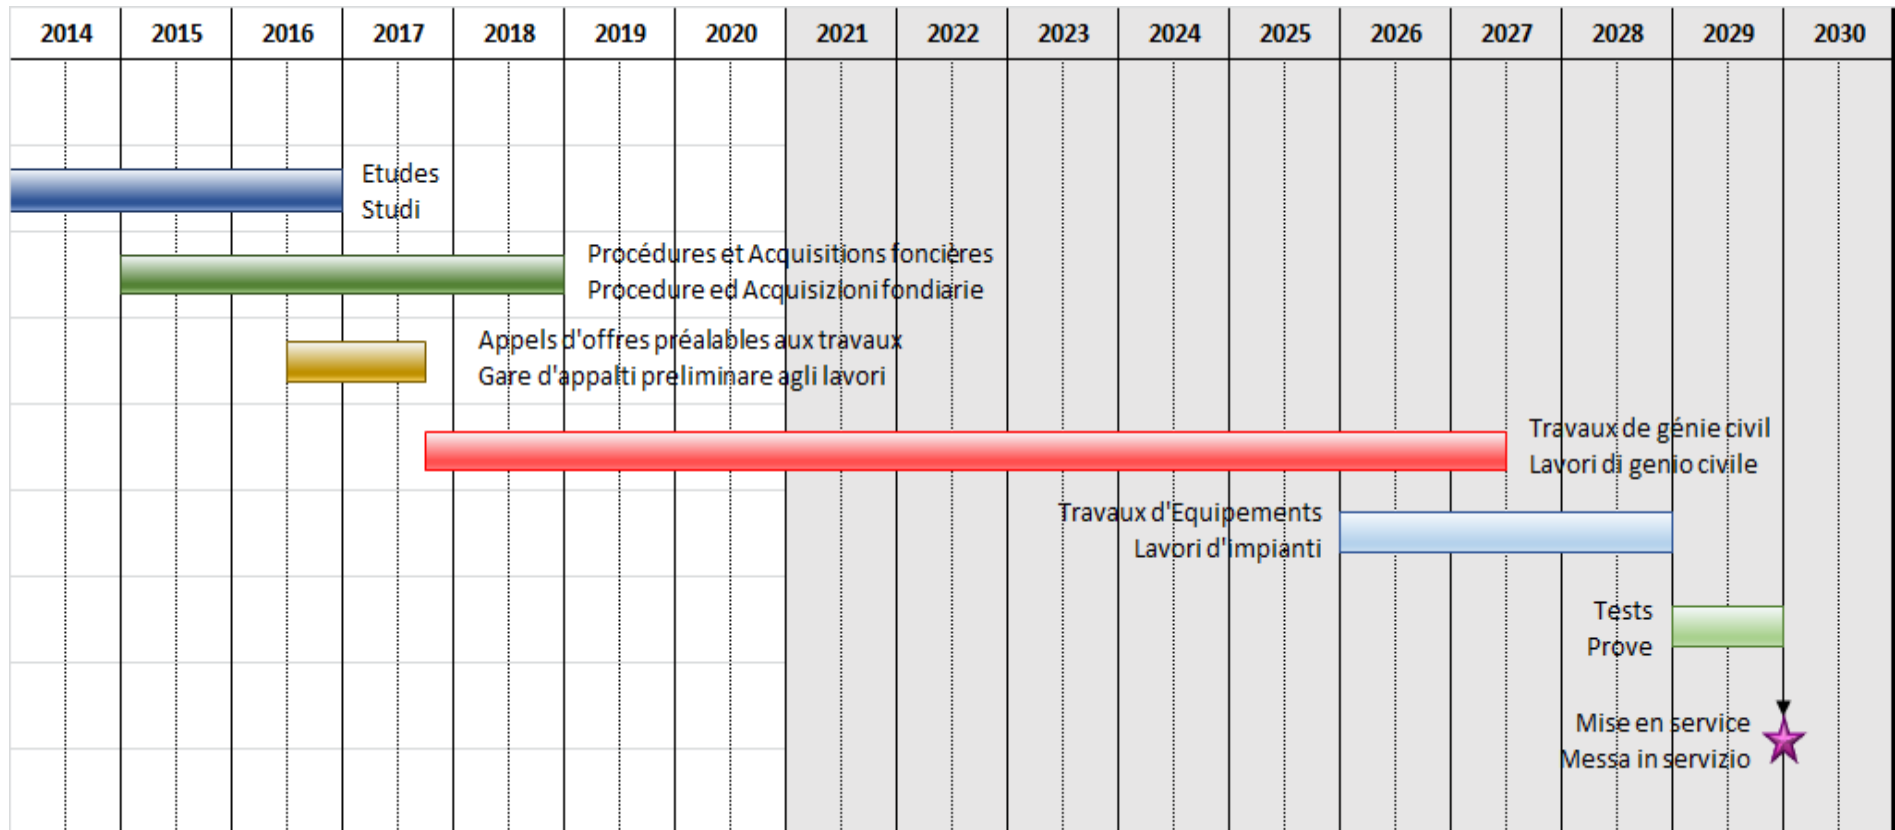 2014 2015 2016 2017 2018 2019 2020 2021 2022 2023 2024 2025 2026 2027 2028 2029 2030
Etudes
Studi
Procédures et Acquisitions foncières
Procedure ed Acquisizioni fondiarie
Appels d'offres préalables aux travaux
Gare d'appalti preliminare agli lavori
Travaux de génie civil
Lavori di genio civile
Travaux d'Equipements
Lavori d'impianti
Tests
Prove
Mise en service
Messa in servizio